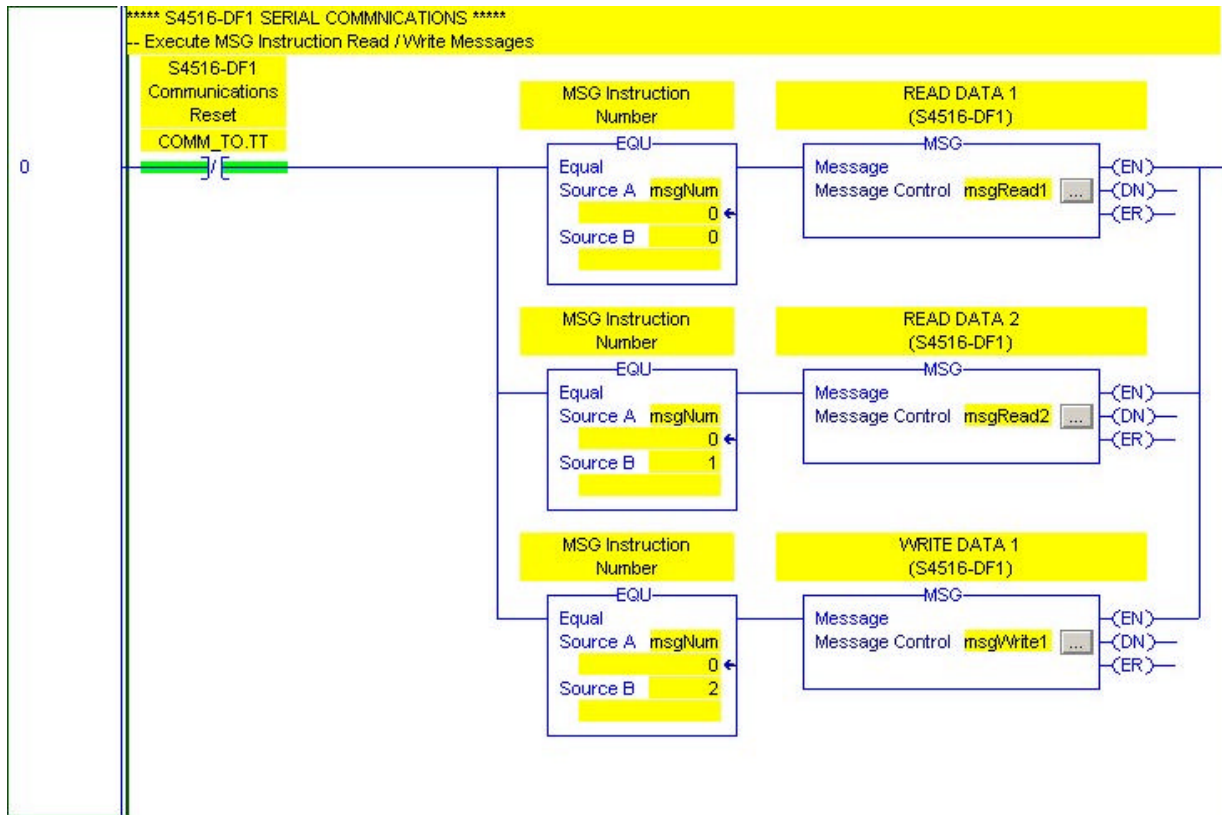 ***** S4516-DF1 SERIAL COMMNICATIONS *****
-- Execute MSG Instruction Read / Write Messages
S4516-DF1
Communications
Reset
COMM_TO.TT
0
MSG Instruction
Number
EQU
Equal
Source A msgNum
0
Source B 0
READ DATA 1
(S4516-DF1)
MSG
Message
Message Control msgRead1 ...
(EN)
(DN)
(ER)
MSG Instruction
Number
EQU
Equal
Source A msgNum
0
Source B 1
READ DATA 2
(S4516-DF1)
MSG
Message
Message Control msgRead2 ...
(EN)
(DN)
(ER)
MSG Instruction
Number
EQU
Equal
Source A msgNum
0
Source B 2
WRITE DATA 1
(S4516-DF1)
MSG
Message
Message Control msgWrite1 ...
(EN)
(DN)
(ER)